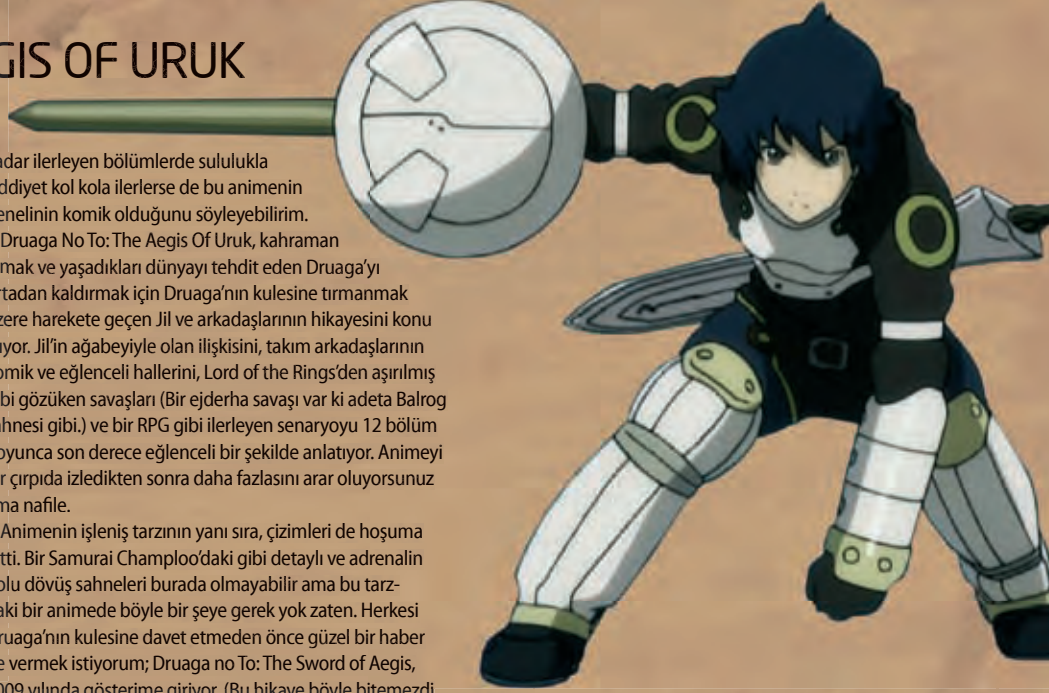 GIS OF URUK
adar ilerleyen bölümlerde sululukla
ddiyet kol kola ilerlerse de bu animenin
enelinin komik olduğunu söyleyebilirim.
Druaga No To: The Aegis Of Uruk, kahraman
mak ve yaşadıkları dünyayı tehdit eden Druaga’yı
rtadan kaldırmak için Druaga’nın kulesine tırmanmak
zere harekete geçen Jil ve arkadaşlarının hikayesini konu
ıyor. Jil’in ağabeyiyle olan ilişkisini, takım arkadaşlarının
omik ve eğlenceli hallerini, Lord of the Rings’den aşırılmış
bi gözüken savaşları (Bir ejderha savaşı var ki adeta Balrog
ahnesi gibi.) ve bir RPG gibi ilerleyen senaryoyu 12 bölüm
oyunca son derece eğlenceli bir şekilde anlatıyor. Animeyi
r çırpıda izledikten sonra daha fazlasını arar oluyorsunuz
ma nafile.
Animenin işleniş tarzının yanı sıra, çizimleri de hoşuma
tti. Bir Samurai Champloo’daki gibi detaylı ve adrenalin
olu dövüş sahneleri burada olmayabilir ama bu tarz-
aki bir animede böyle bir şeye gerek yok zaten. Herkesi
ruaga’nın kulesine davet etmeden önce güzel bir haber
e vermek istiyorum; Druaga no To: The Sword of Aegis,
009 yılında gösterime giriyor. (Bu hikaye böyle bitemezdi